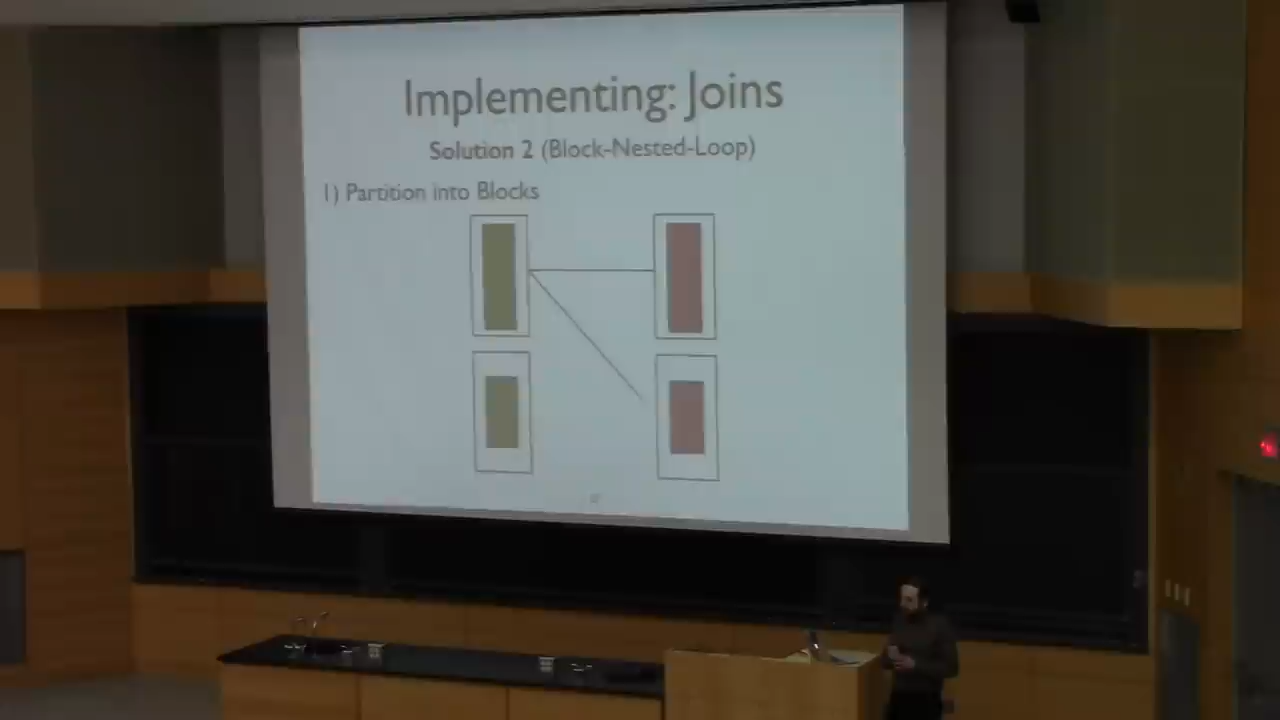 Implementing: Joins
Solution 2 (Block-Nested-Loop)
1) Partition into Blocks